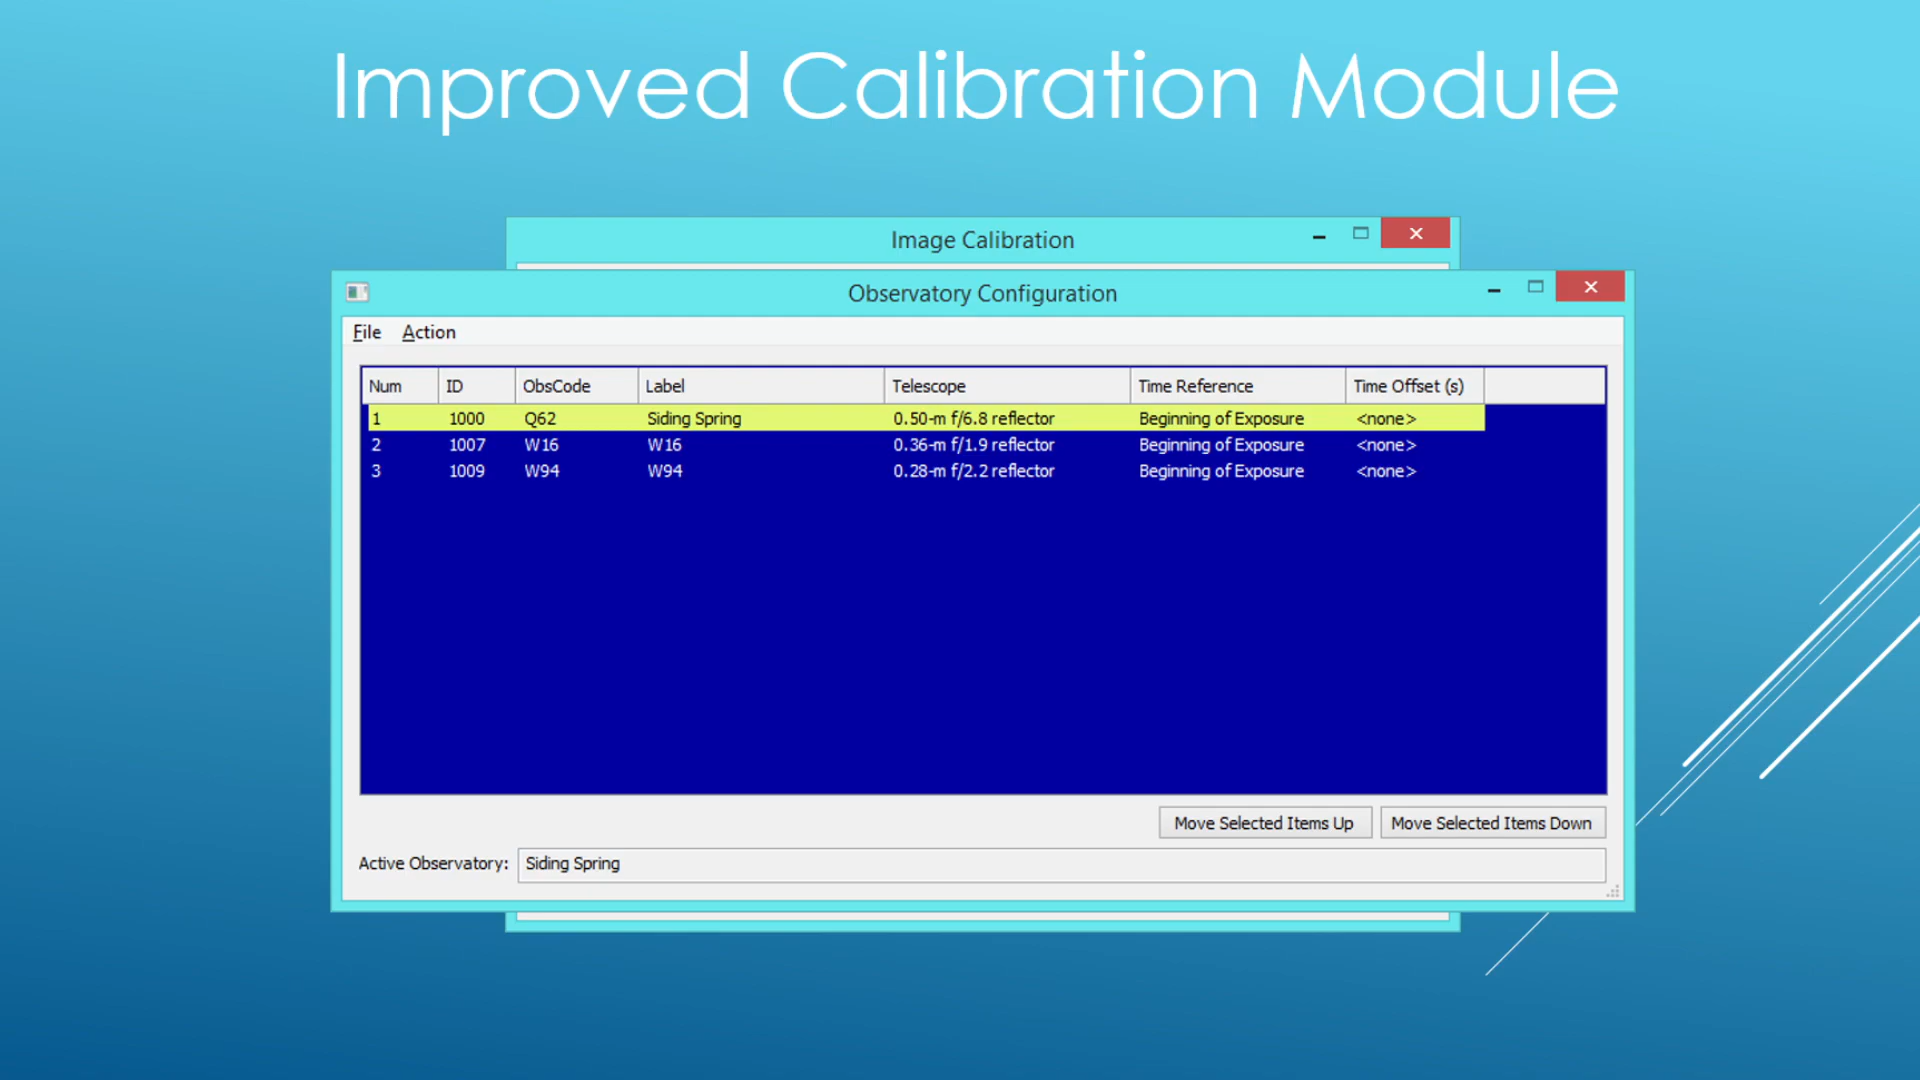 Improved Calibration Module
Image Calibration
Observatory Configuration
File Action
Num ID ObsCode Label Telescope Time Reference Time Offset (s)
1 1000 Q62 Siding Spring 0.50-m f/6.8 reflector Beginning of Exposure <none>
2 1007 W16 W16 0.36-m f/1.9 reflector Beginning of Exposure <none>
3 1009 W94 W94 0.28-m f/2.2 reflector Beginning of Exposure <none>
Move Selected Items Up Move Selected Items Down
Active Observatory: Siding Spring